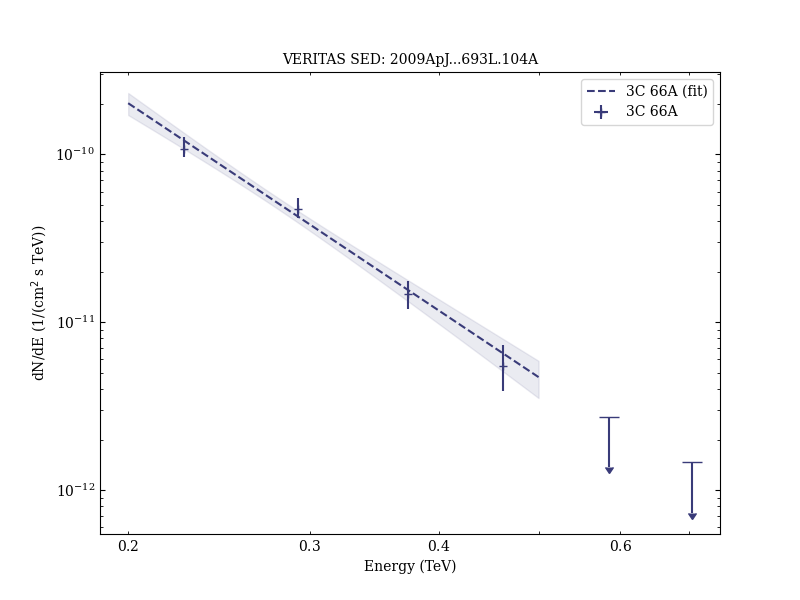 VERITAS SED: 2009ApJ...693L.104A
3C 66A (fit)
3C 66A
dN/dE (1/(cm² s TeV))
10⁻¹⁰
10⁻¹¹
10⁻¹²
0.2 0.3 0.4 0.6
Energy (TeV)